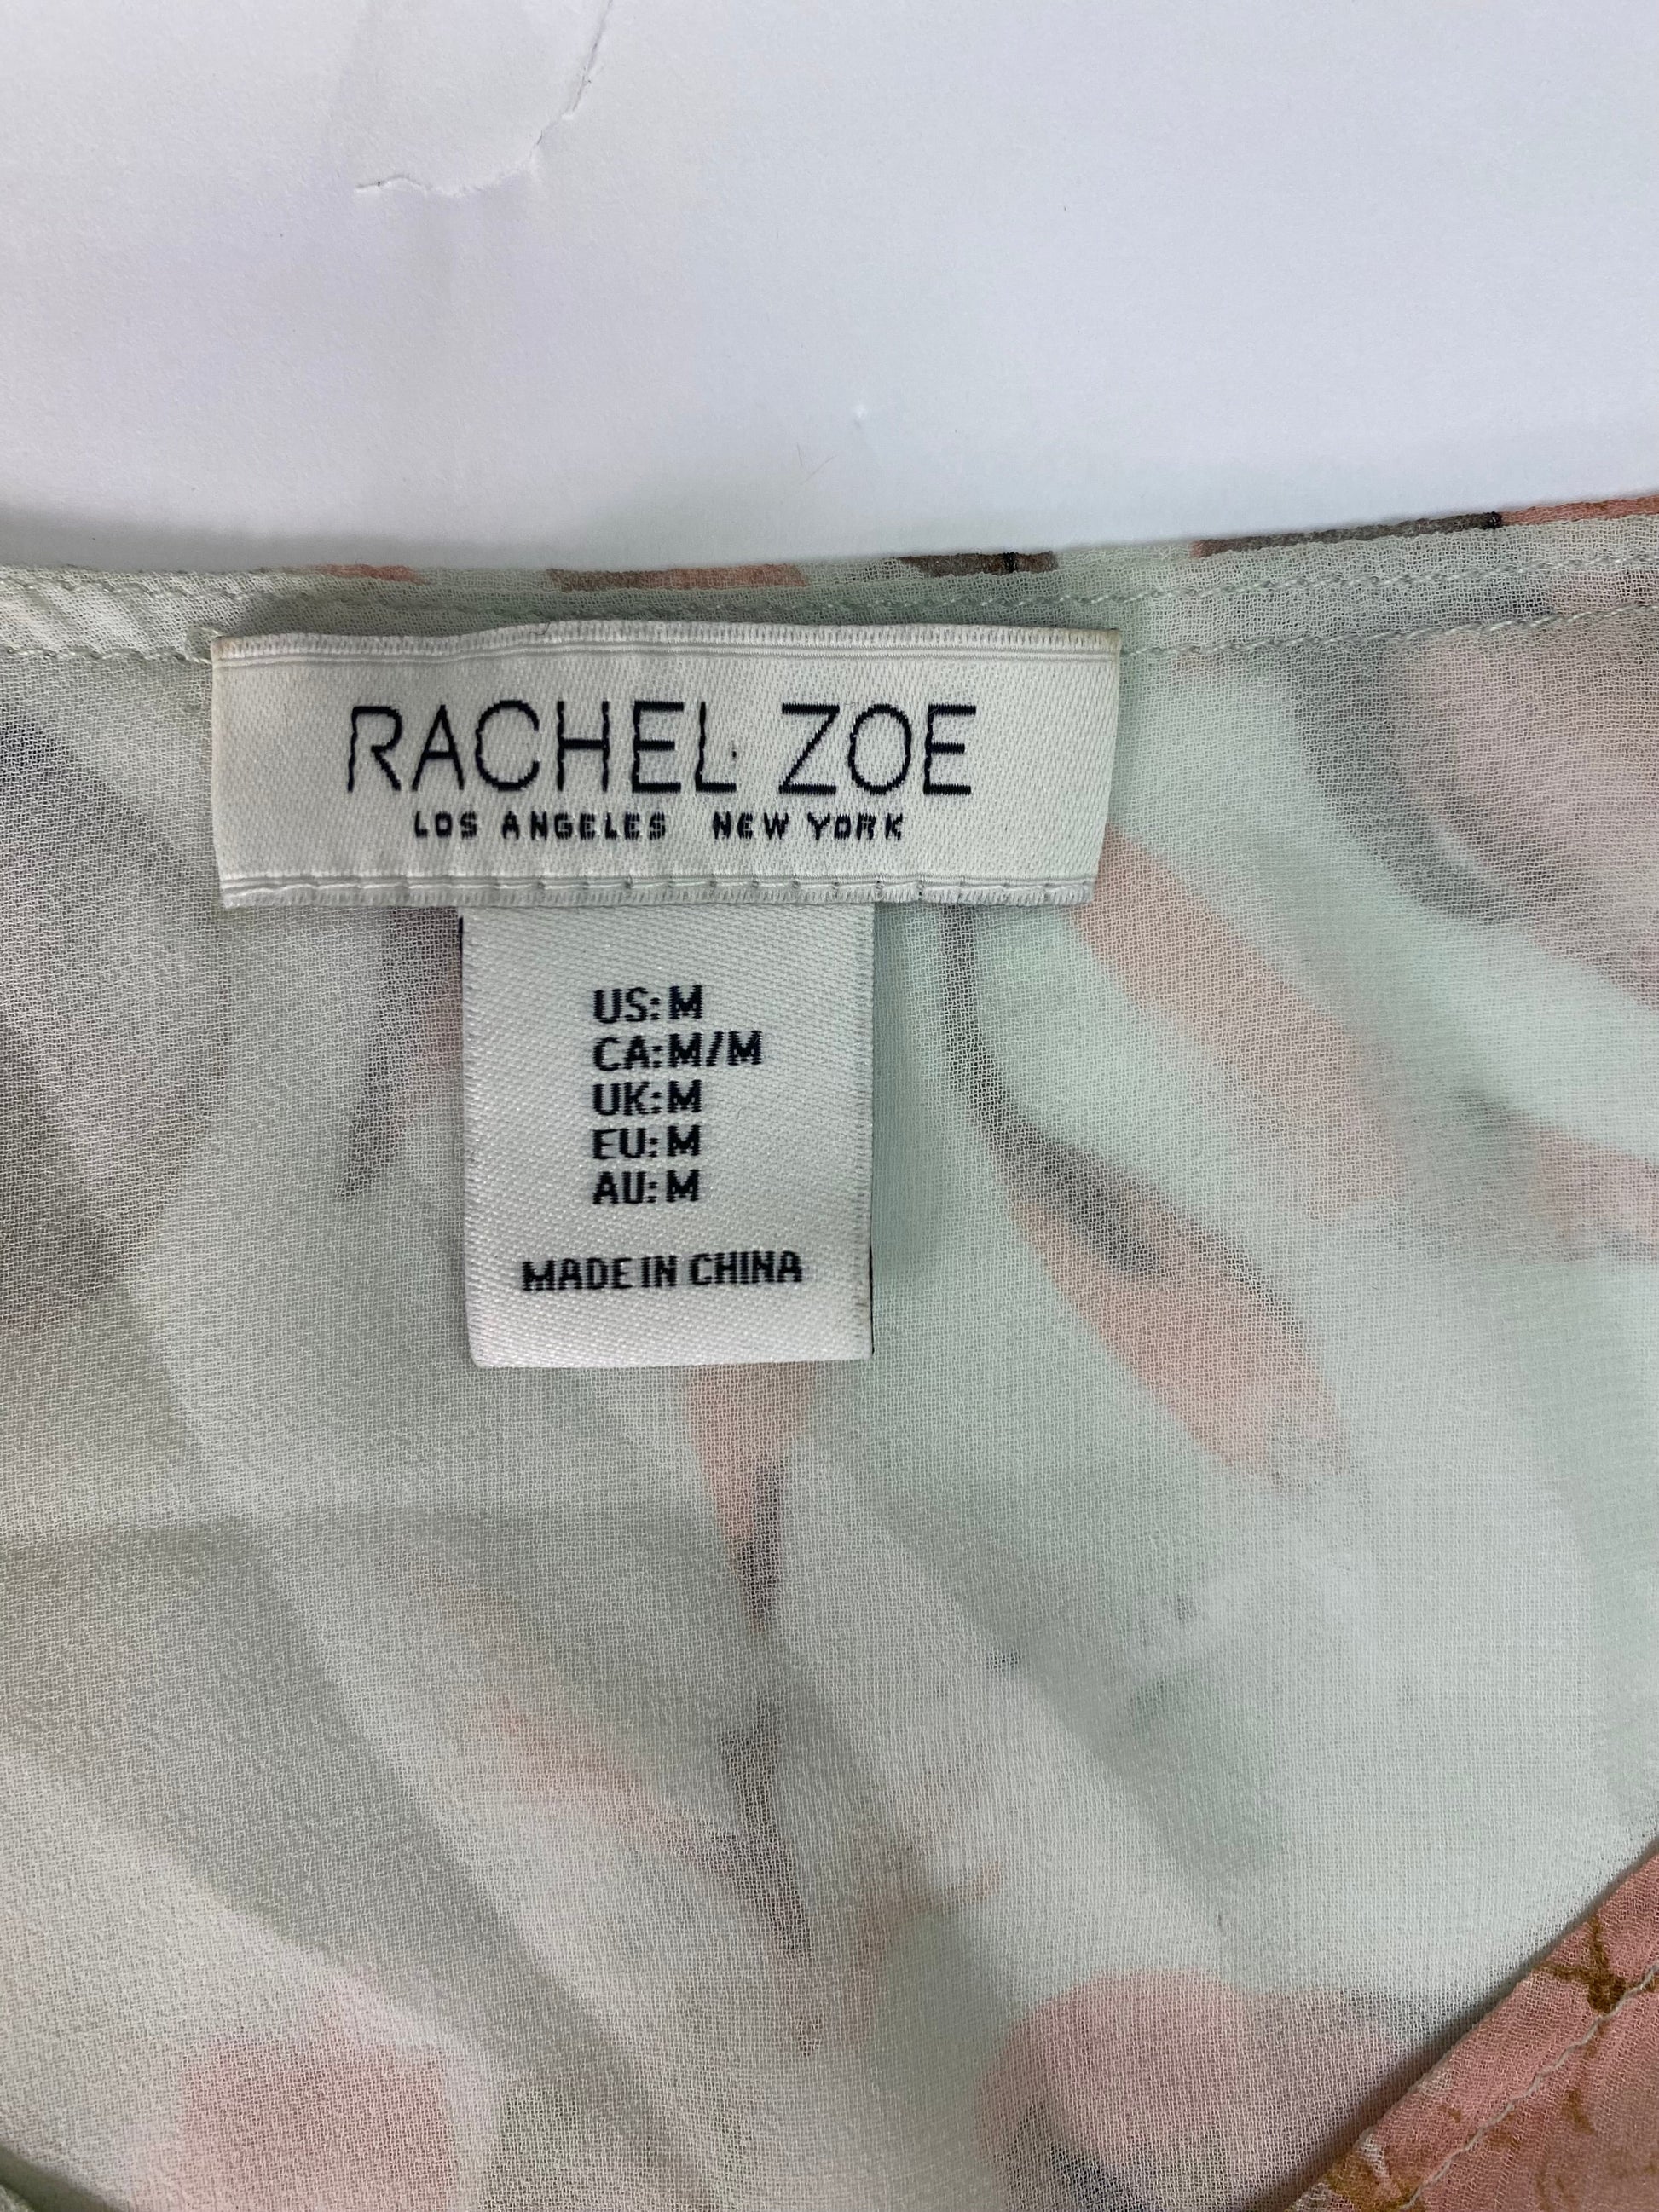 RACHEL ZOE
LOS ANGELES NEW YORK
US: M
CA: M/M
UK: M
EU: M
AU: M
MADE IN CHINA